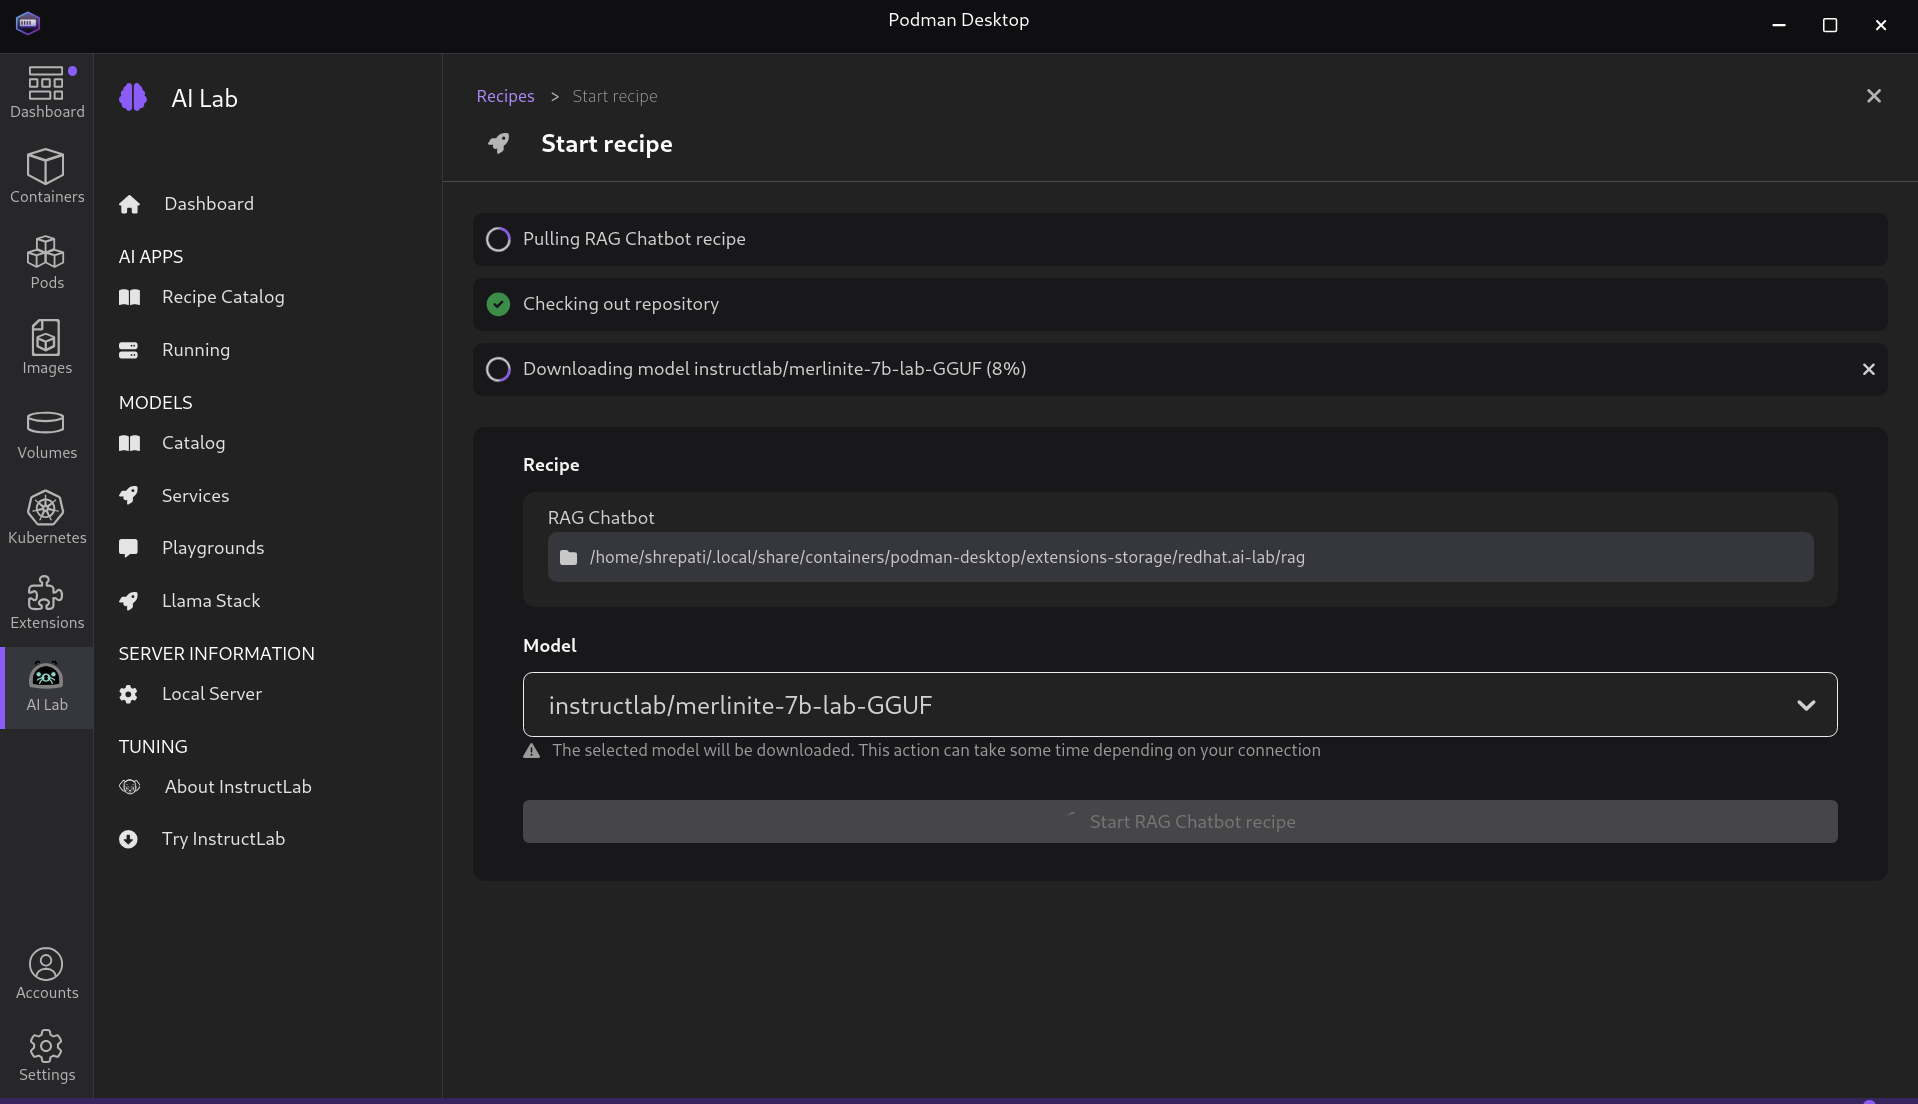 Podman Desktop
Dashboard
Containers
Pods
Images
Volumes
Kubernetes
Extensions
AI Lab
Accounts
Settings
AI Lab
Dashboard
AI APPS
Recipe Catalog
Running
MODELS
Catalog
Services
Playgrounds
Llama Stack
SERVER INFORMATION
Local Server
TUNING
About InstructLab
Try InstructLab
Recipes > Start recipe
Start recipe
Pulling RAG Chatbot recipe
Checking out repository
Downloading model instructlab/merlinite-7b-lab-GGUF (8%)
Recipe
RAG Chatbot
/home/shrepati/.local/share/containers/podman-desktop/extensions-storage/redhat.ai-lab/rag
Model
instructlab/merlinite-7b-lab-GGUF
The selected model will be downloaded. This action can take some time depending on your connection
Start RAG Chatbot recipe